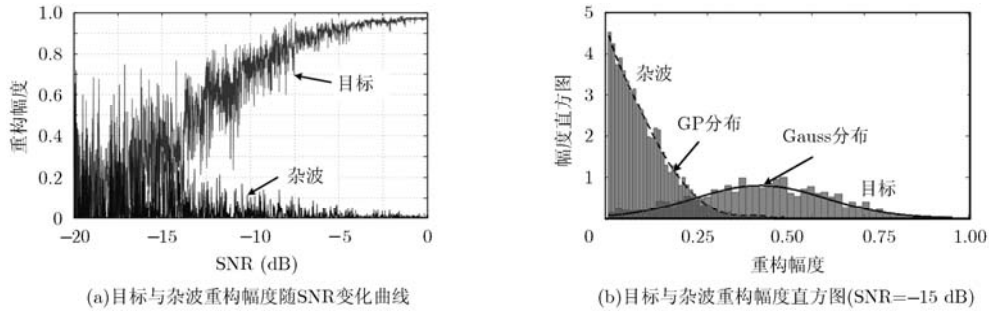 1.0
0.8
0.6
0.4
0.2
0
重构幅度
目标
杂波
−20
−15
−10
−5
0
SNR (dB)
(a)目标与杂波重构幅度随SNR变化曲线
5
4
3
2
1
幅度直方图
杂波
GP分布
Gauss分布
目标
0
0.25
0.50
0.75
1.00
重构幅度
(b)目标与杂波重构幅度直方图(SNR=−15 dB)